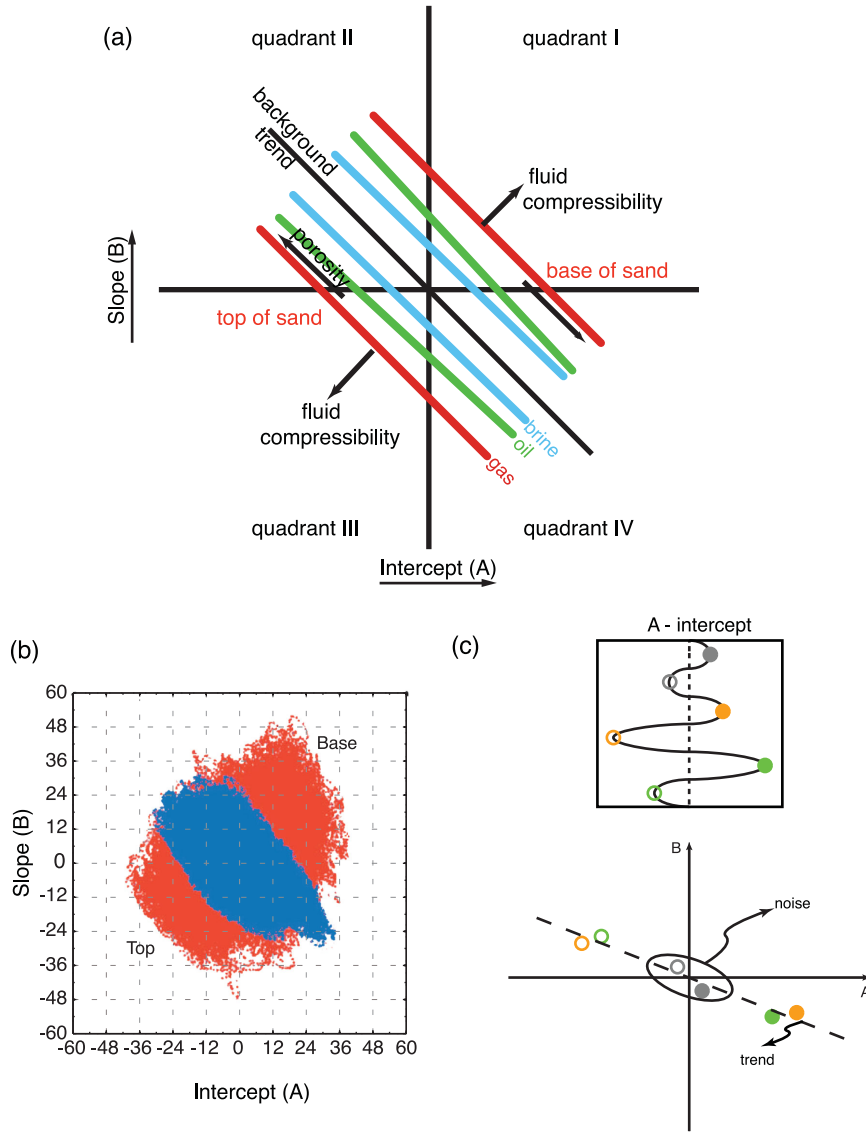 (a)
quadrant II
quadrant I
background
trend
fluid
compressibility
porosity
base of sand
Slope (B)
top of sand
fluid
compressibility
brine
oil
gas
quadrant III
quadrant IV
Intercept (A)
(b)
60
48
36
24
12
0
-12
-24
-36
-48
-60
Slope (B)
Base
Top
-60 -48 -36 -24 -12 0 12 24 36 48 60
Intercept (A)
(c)
A - intercept
B
noise
A
trend